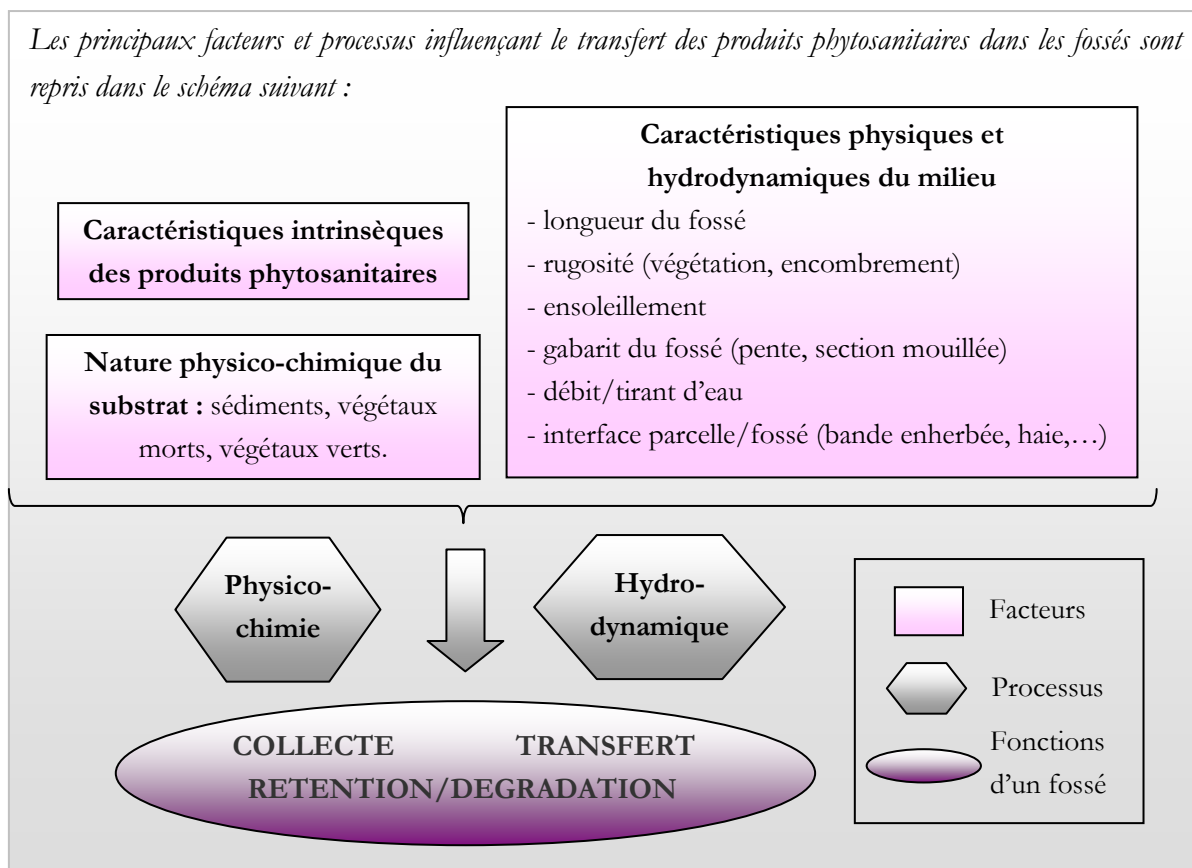 Les principaux facteurs et processus influençant le transfert des produits phytosanitaires dans les fossés sont
repris dans le schéma suivant :
Caractéristiques intrinsèques
des produits phytosanitaires
Nature physico-chimique du
substrat : sédiments, végétaux
morts, végétaux verts.
Caractéristiques physiques et
hydrodynamiques du milieu
- longueur du fossé
- rugosité (végétation, encombrement)
- ensoleillement
- gabarit du fossé (pente, section mouillée)
- débit/tirant d’eau
- interface parcelle/fossé (bande enherbée, haie,…)
Physico-
chimie
Hydro-
dynamique
COLLECTE TRANSFERT
RETENTION/DEGRADATION
Facteurs
Processus
Fonctions
d’un fossé